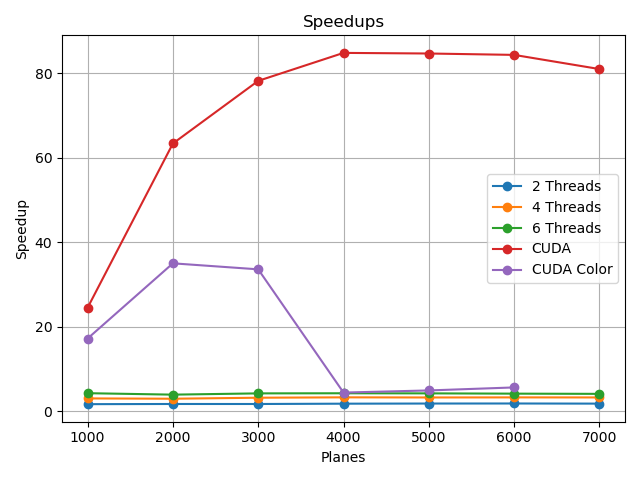 Speedups
80
60
40
20
0
Speedup
2 Threads
4 Threads
6 Threads
CUDA
CUDA Color
1000 2000 3000 4000 5000 6000 7000
Planes